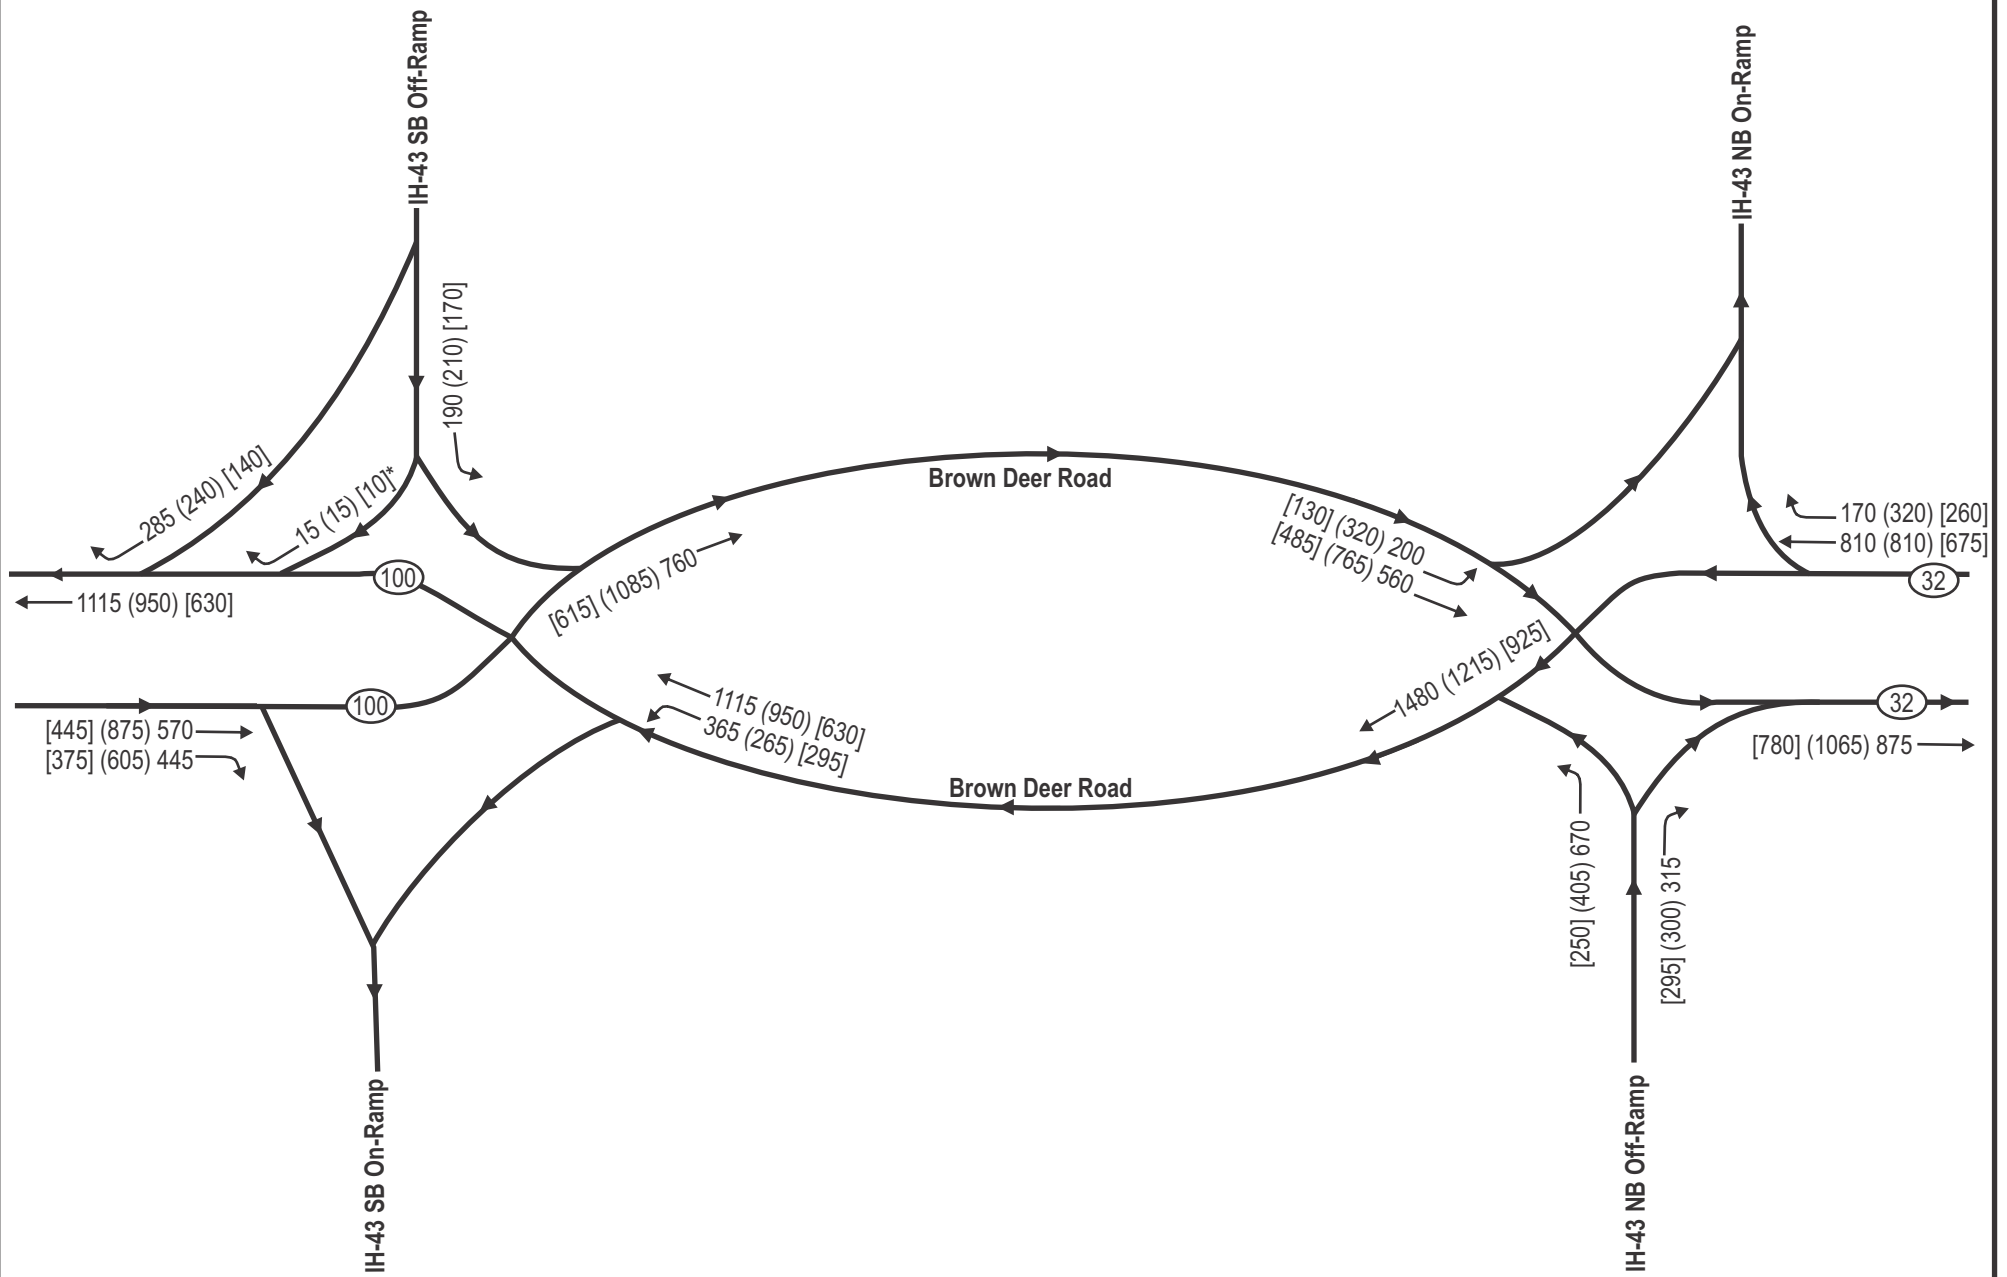 IH-43 SB Off-Ramp
IH-43 NB On-Ramp
190 (210) [170]
285 (240) [140]
15 (15) [10]*
100
1115 (950) [630]
Brown Deer Road
[615] (1085) 760
[130] (320) 200
[485] (765) 560
170 (320) [260]
810 (810) [675]
32
1480 (1215) [925]
100
[445] (875) 570
[375] (605) 445
1115 (950) [630]
365 (265) [295]
Brown Deer Road
32
[780] (1065) 875
[250] (405) 670
[295] (300) 315
IH-43 SB On-Ramp
IH-43 NB Off-Ramp